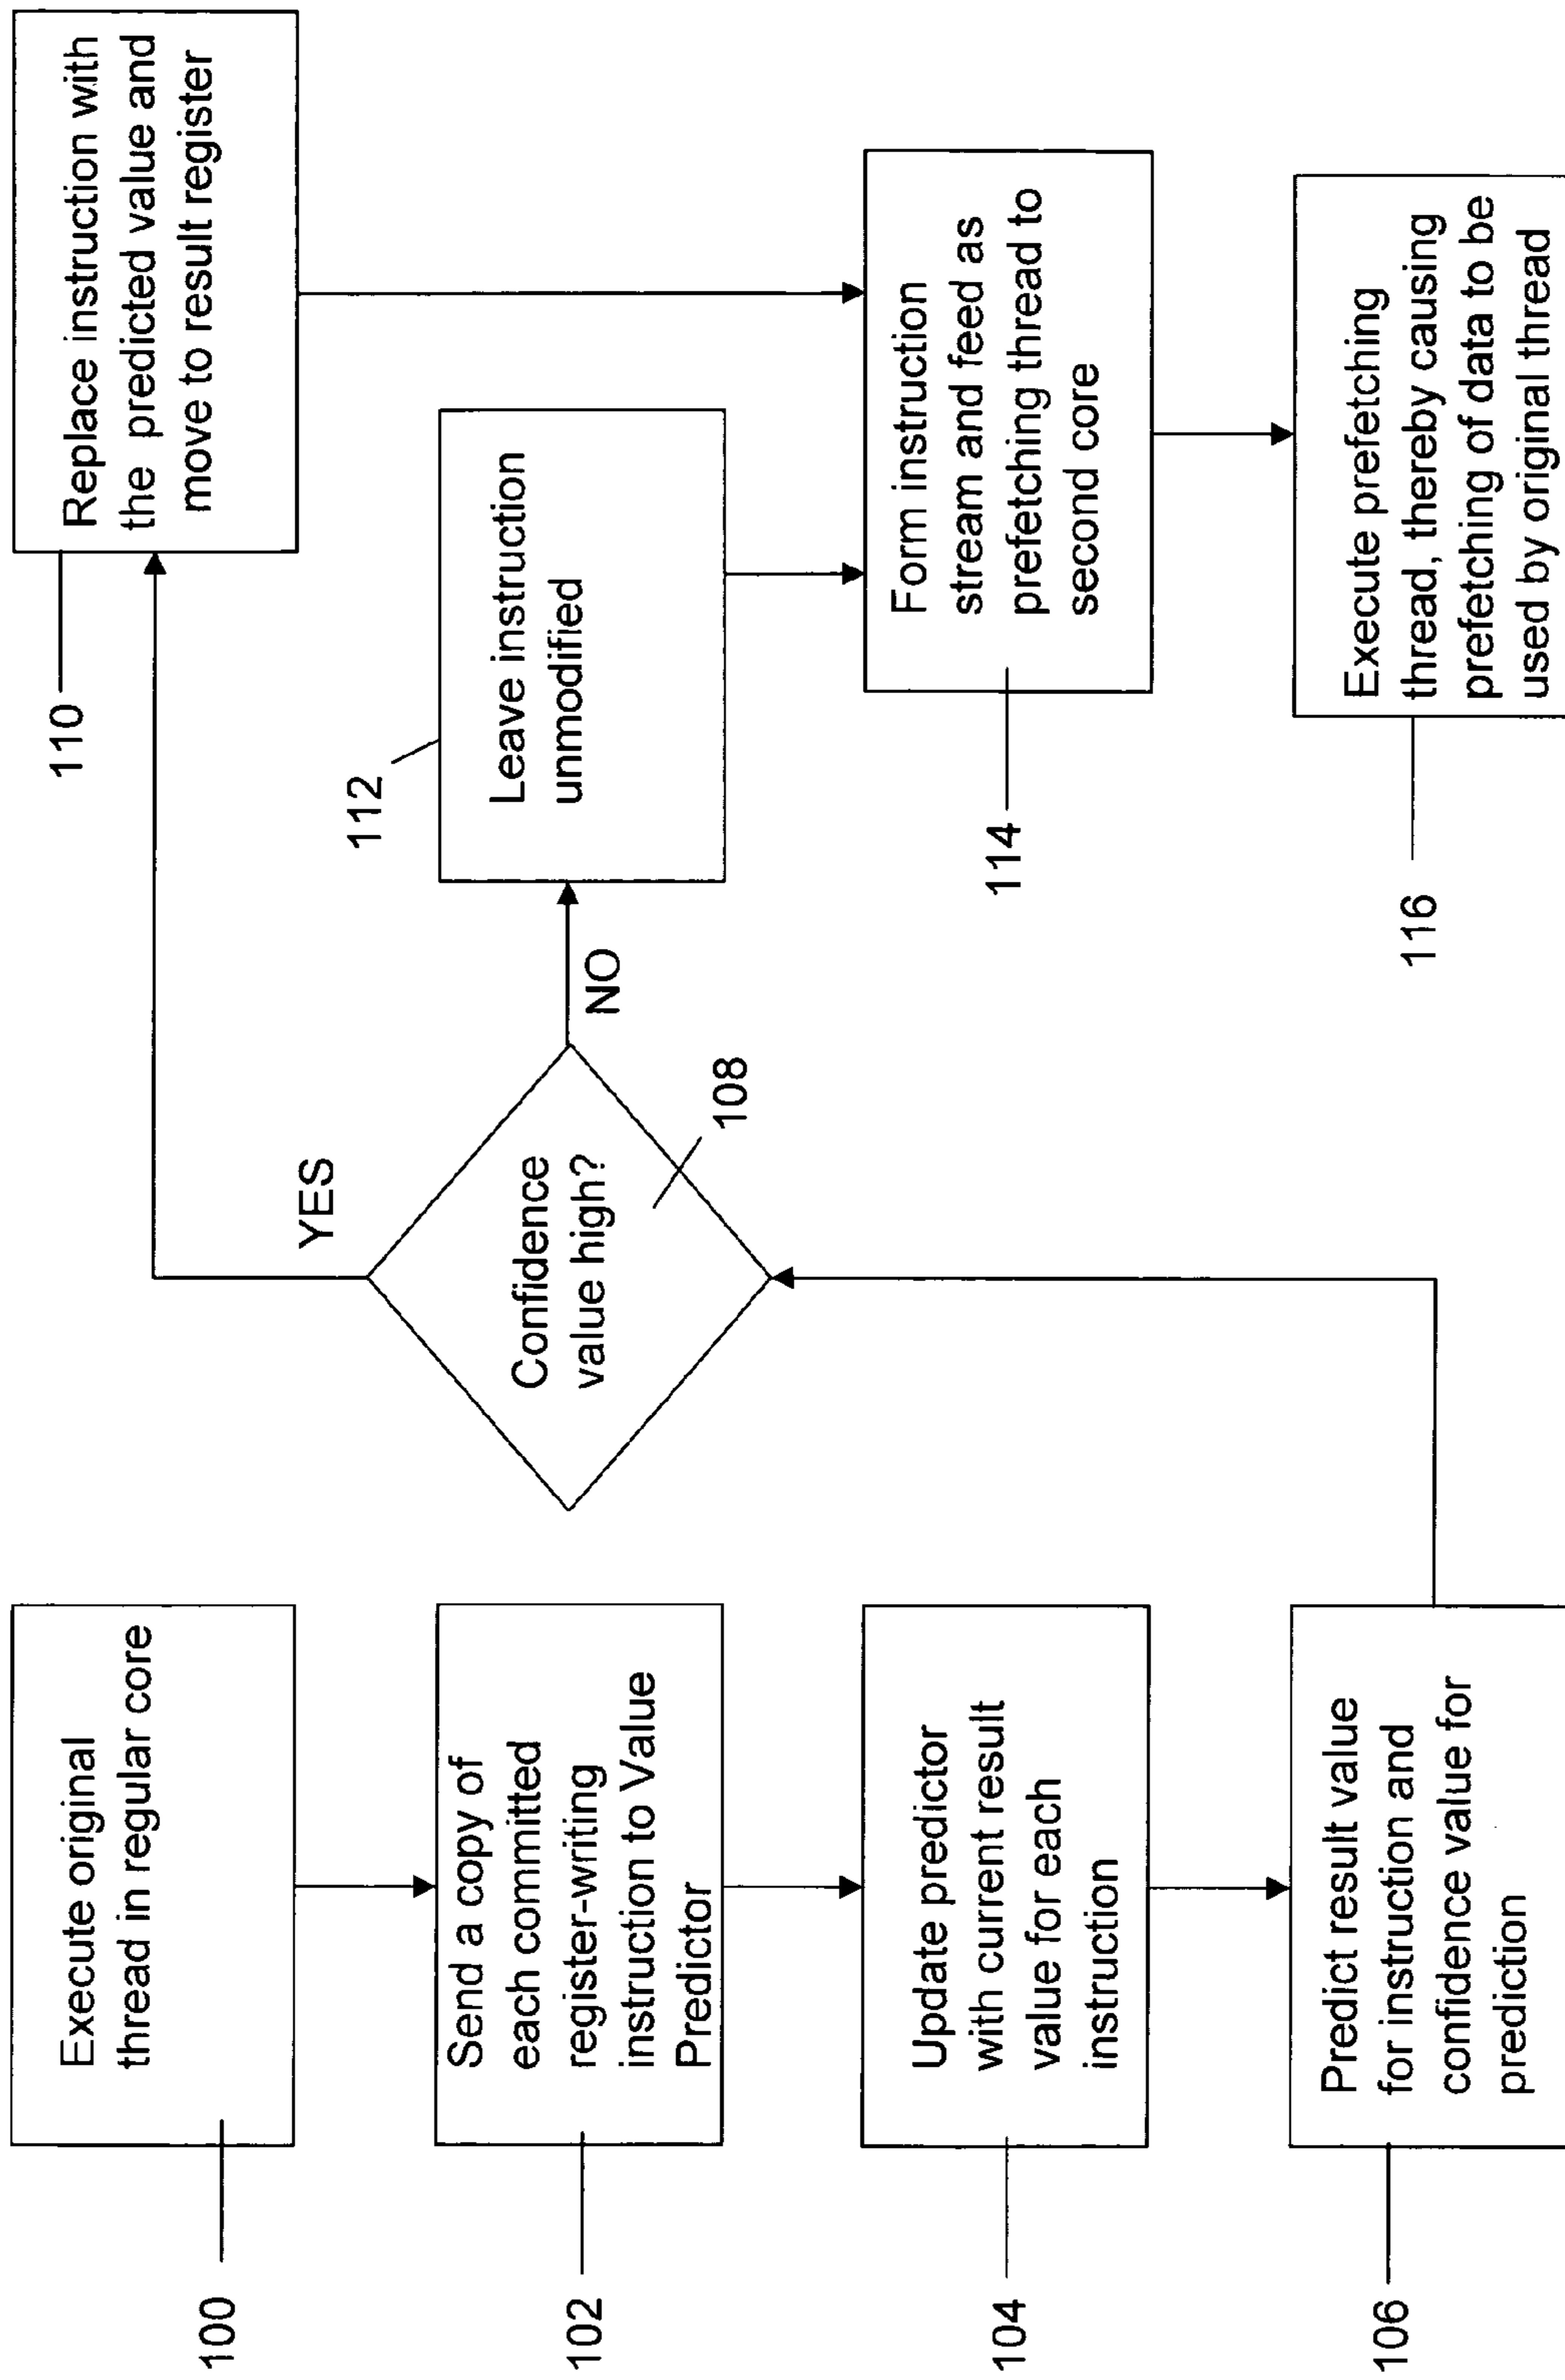 100
Execute original
thread in regular core
102
Send a copy of
each committed
register-writing
instruction to Value
Predictor
104
Update predictor
with current result
value for each
instruction
106
Predict result value
for instruction and
confidence value for
prediction
Confidence
value high?
108
YES
NO
110
Replace instruction with
the predicted value and
move to result register
112
Leave instruction
unmodified
114
Form instruction
stream and feed as
prefetching thread to
second core
116
Execute prefetching
thread, thereby causing
prefetching of data to be
used by original thread